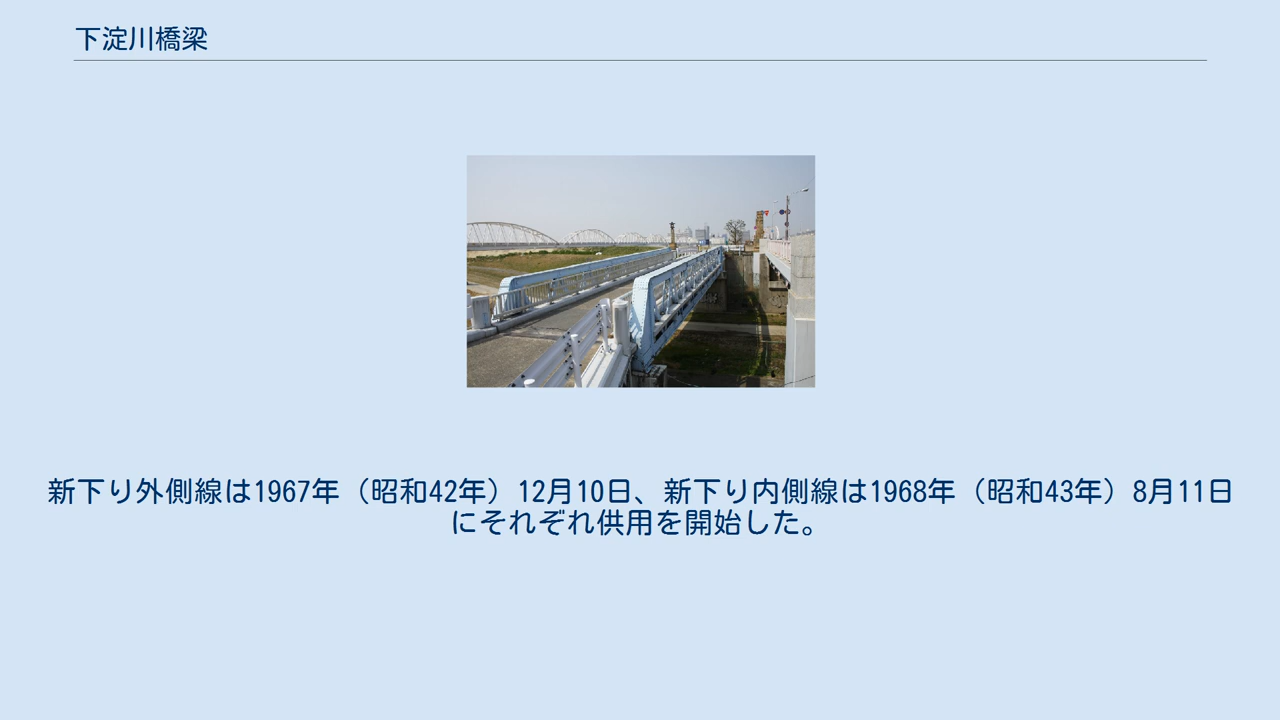 下淀川橋梁
新下り外側線は1967年（昭和42年）12月10日、新下り内側線は1968年（昭和43年）8月11日
にそれぞれ供用を開始した。